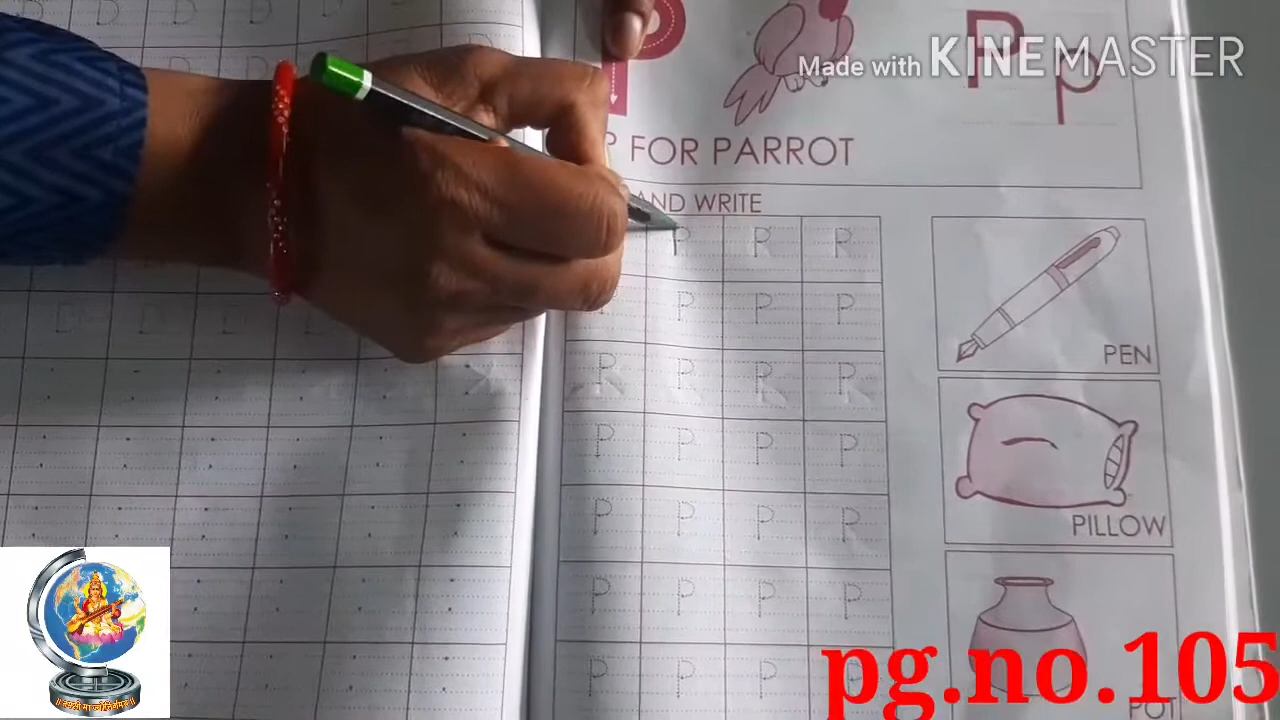 P
P p
Made with KINEMASTER
P FOR PARROT
AND WRITE
P P P
P P P P
P P P P
P P P P
P P P P
P P P P
P P P P
PEN
PILLOW
POT
pg.no.105